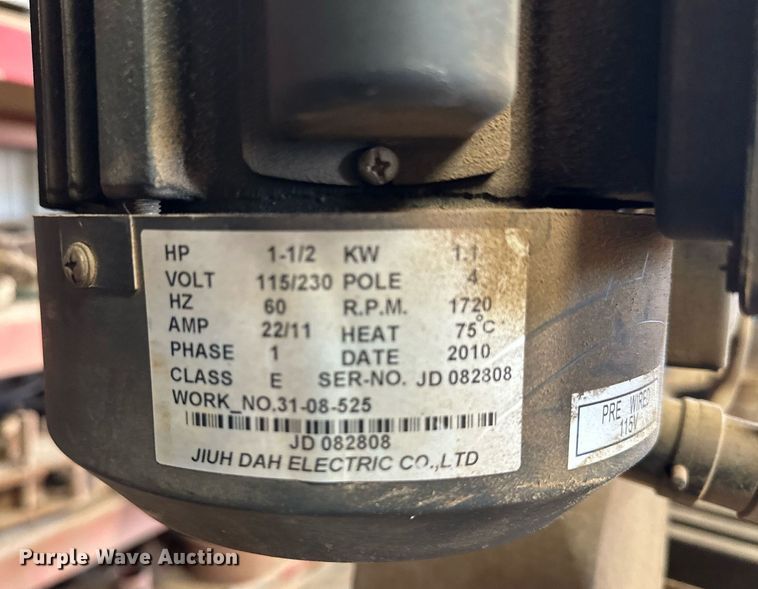 HP 1-1/2 KW 1.1
VOLT 115/230 POLE 4
HZ 60 R.P.M. 1720
AMP 22/11 HEAT 75°C
PHASE 1 DATE 2010
CLASS E SER-NO. JD 082808
WORK_NO.31-08-525
JD 082808
JIUH DAH ELECTRIC CO.,LTD
PRE WIRED
115V
Purple Wave Auction